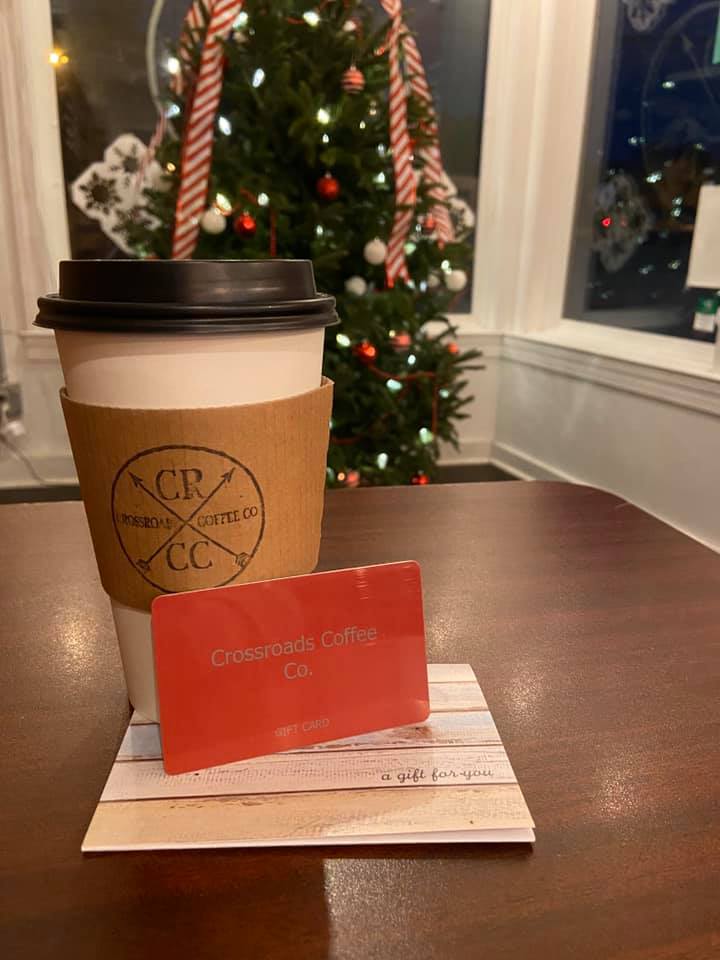 CR
CROSSROADS COFFEE CO
CC
Crossroads Coffee
Co.
GIFT CARD
a gift for you